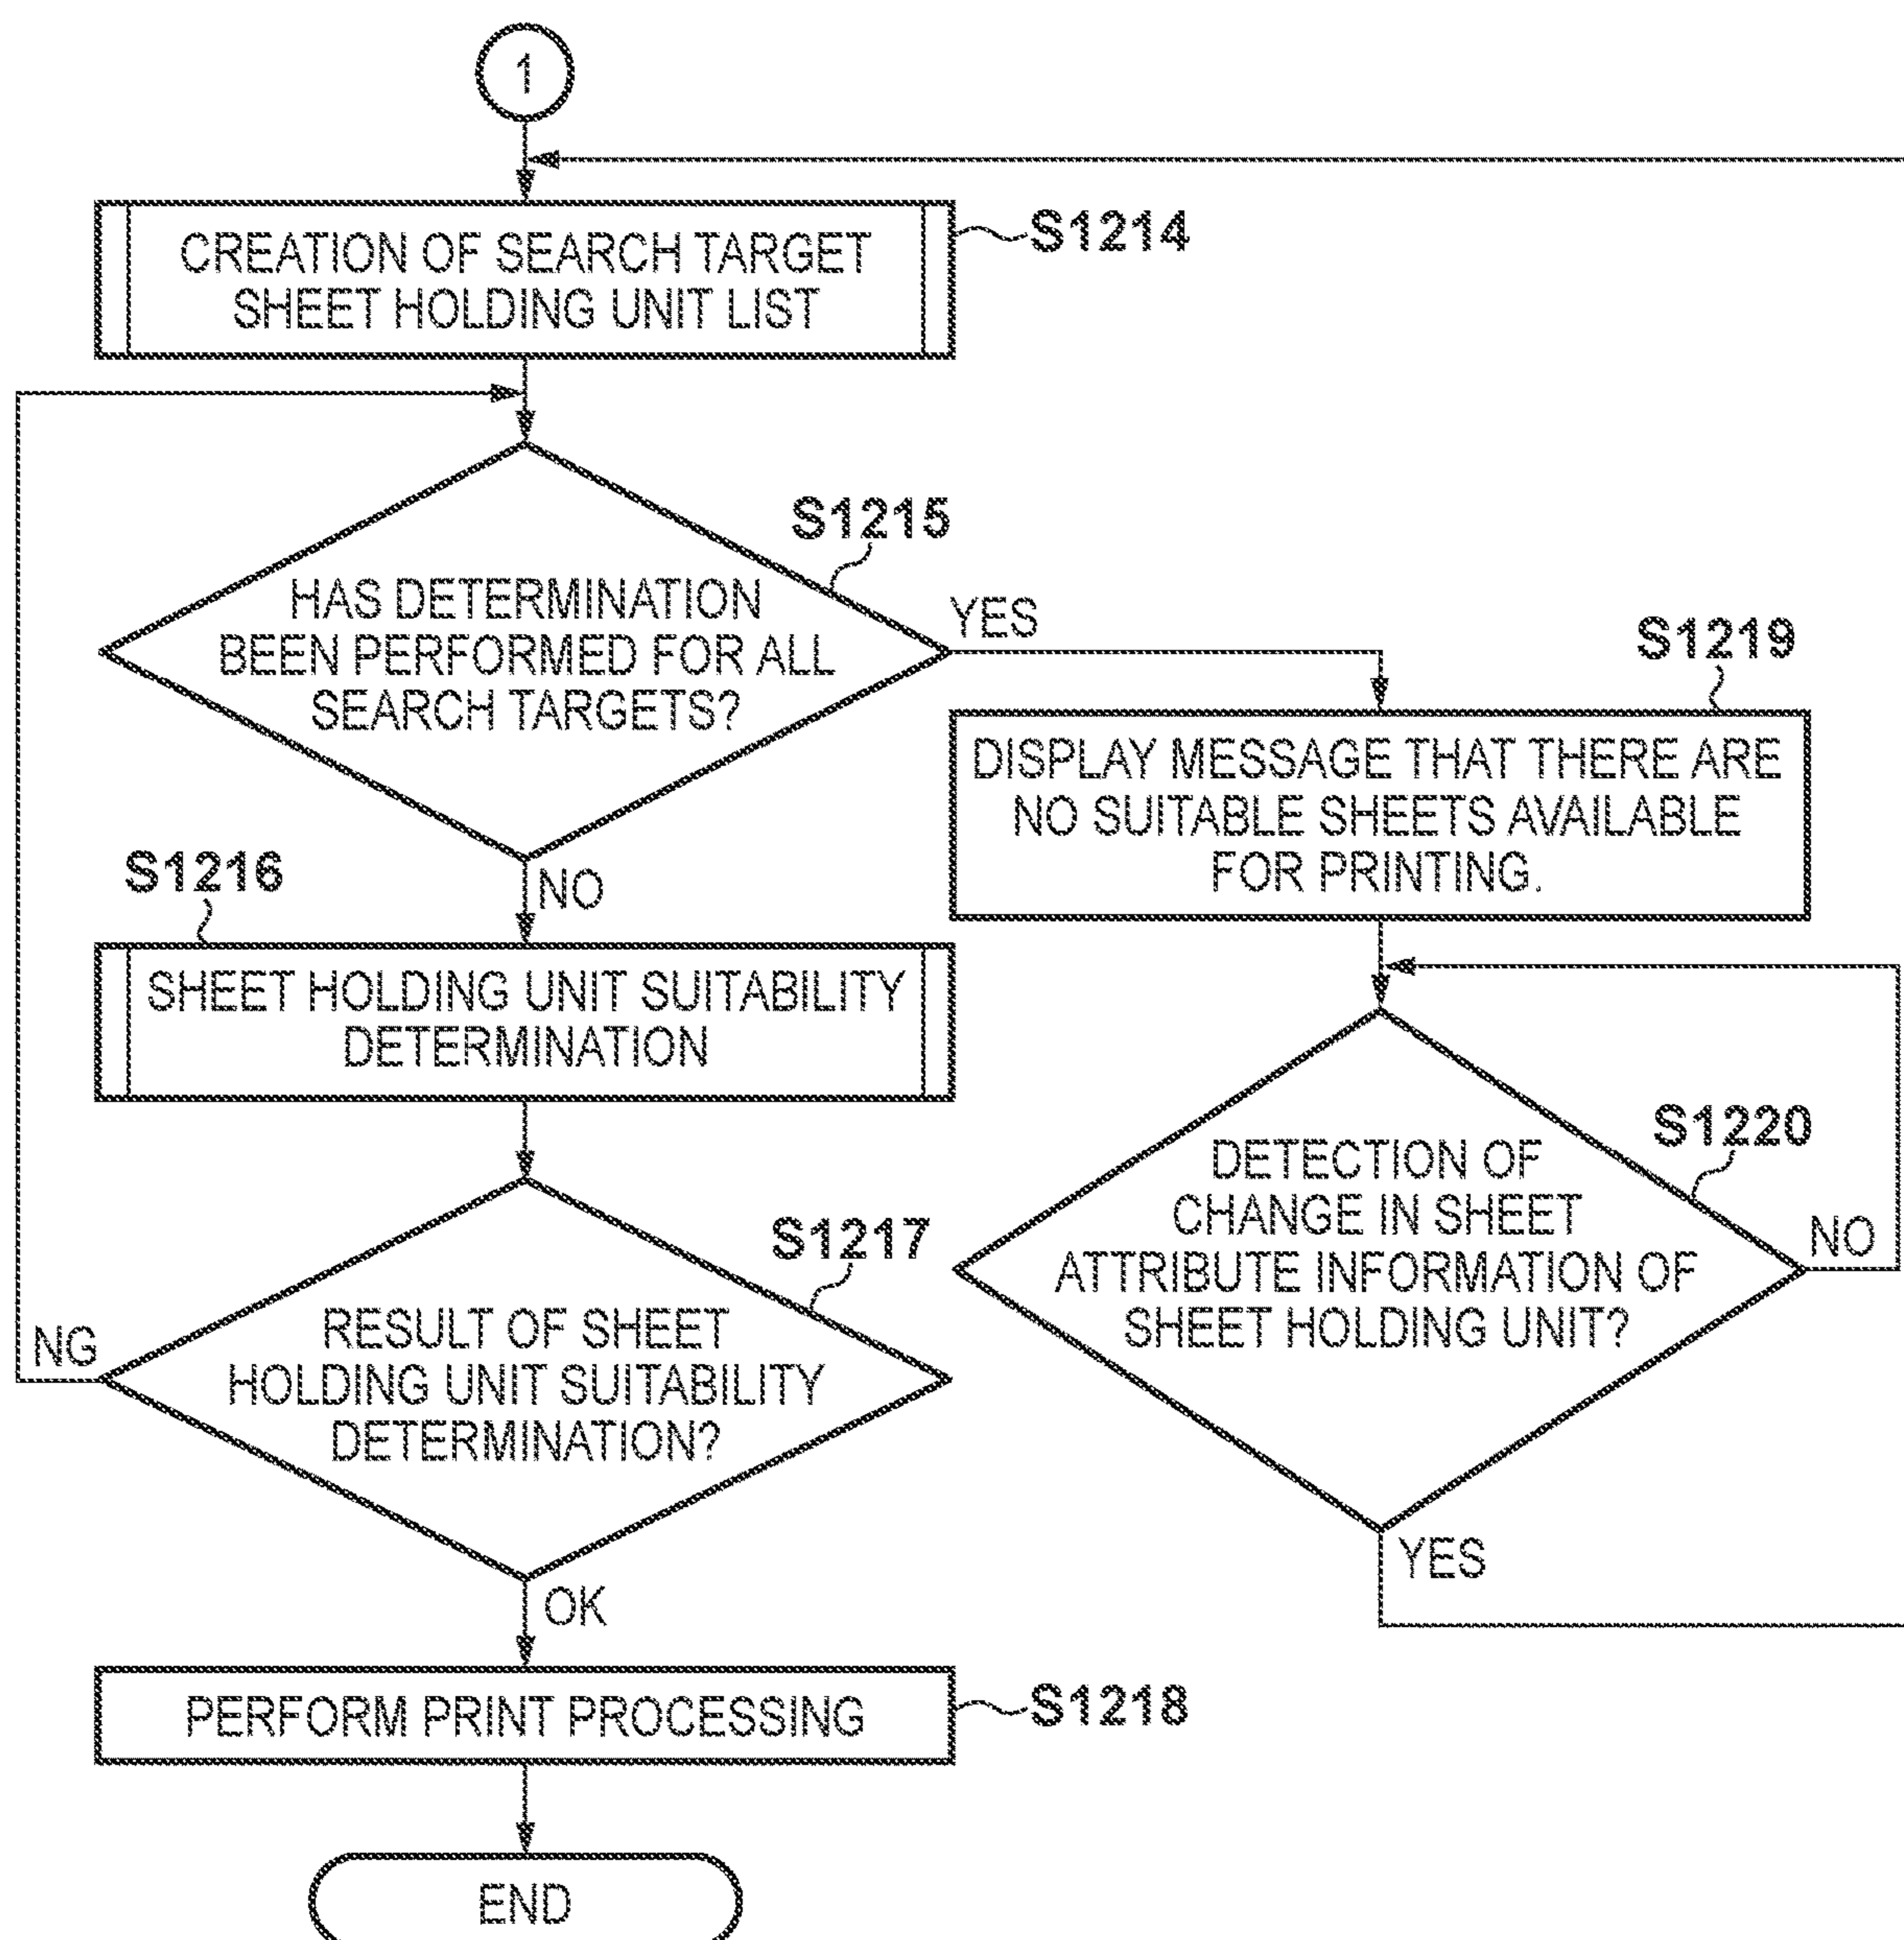 1
CREATION OF SEARCH TARGET
SHEET HOLDING UNIT LIST
S1214
S1215
HAS DETERMINATION
BEEN PERFORMED FOR ALL
SEARCH TARGETS?
YES
NO
S1219
DISPLAY MESSAGE THAT THERE ARE
NO SUITABLE SHEETS AVAILABLE
FOR PRINTING.
S1216
SHEET HOLDING UNIT SUITABILITY
DETERMINATION
S1220
DETECTION OF
CHANGE IN SHEET
ATTRIBUTE INFORMATION OF
SHEET HOLDING UNIT?
NO
YES
S1217
RESULT OF SHEET
HOLDING UNIT SUITABILITY
DETERMINATION?
NG
OK
PERFORM PRINT PROCESSING
S1218
END